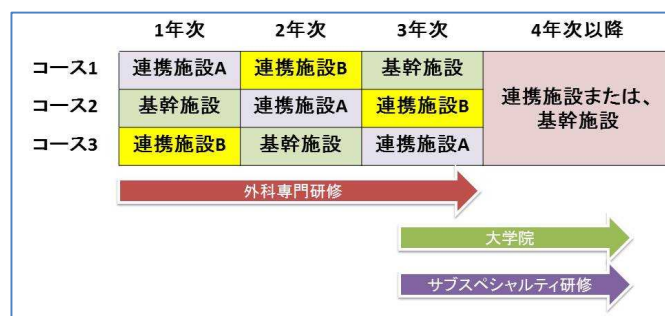 1年次 2年次 3年次 4年次以降
コース1 連携施設A 連携施設B 基幹施設
コース2 基幹施設 連携施設A 連携施設B
連携施設または、
基幹施設
コース3 連携施設B 基幹施設 連携施設A
外科専門研修
大学院
サブスペシャルティ研修